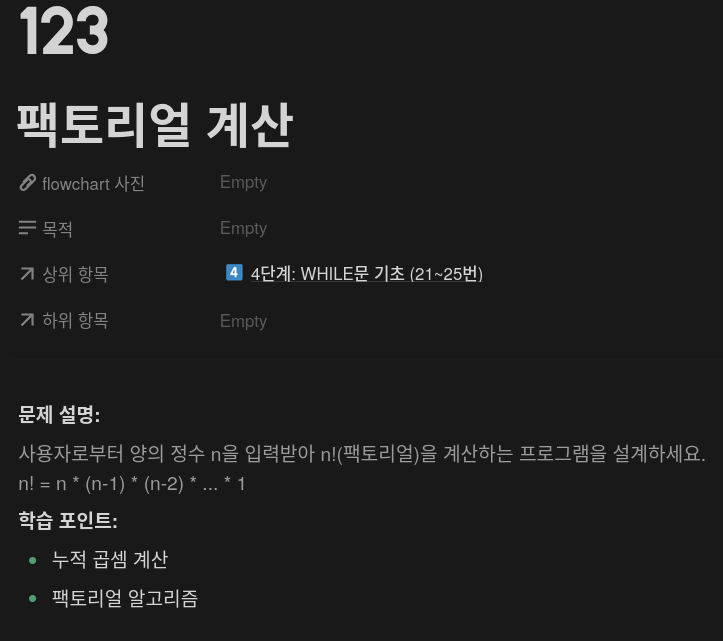 123
팩토리얼 계산
flowchart 사진 Empty
목적 Empty
상위 항목 4 4단계: WHILE문 기초 (21~25번)
하위 항목 Empty
문제 설명:
사용자로부터 양의 정수 n을 입력받아 n!(팩토리얼)을 계산하는 프로그램을 설계하세요.
n! = n * (n-1) * (n-2) * ... * 1
학습 포인트:
누적 곱셈 계산
팩토리얼 알고리즘